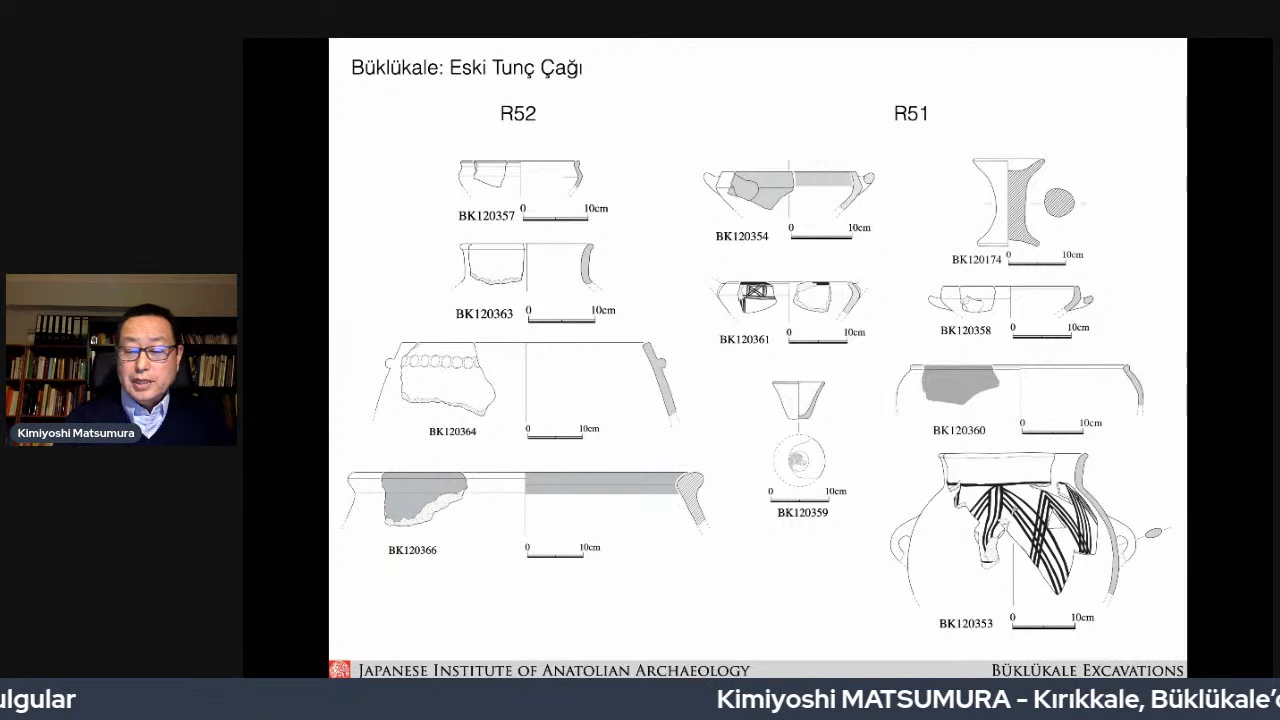 Büklükale: Eski Tunç Çağı
R52
R51
BK120357
0 10cm
BK120363
0 10cm
BK120364
0 10cm
BK120366
0 10cm
BK120354
0 10cm
BK120361
0 10cm
BK120359
0 10cm
BK120174
0 10cm
BK120358
0 10cm
BK120360
0 10cm
BK120353
0 10cm
Kimiyoshi Matsumura
JAPANESE INSTITUTE OF ANATOLIAN ARCHAEOLOGY
BÜKLÜKALE EXCAVATIONS
ulgular
Kimiyoshi MATSUMURA - Kırıkkale, Büklükale’